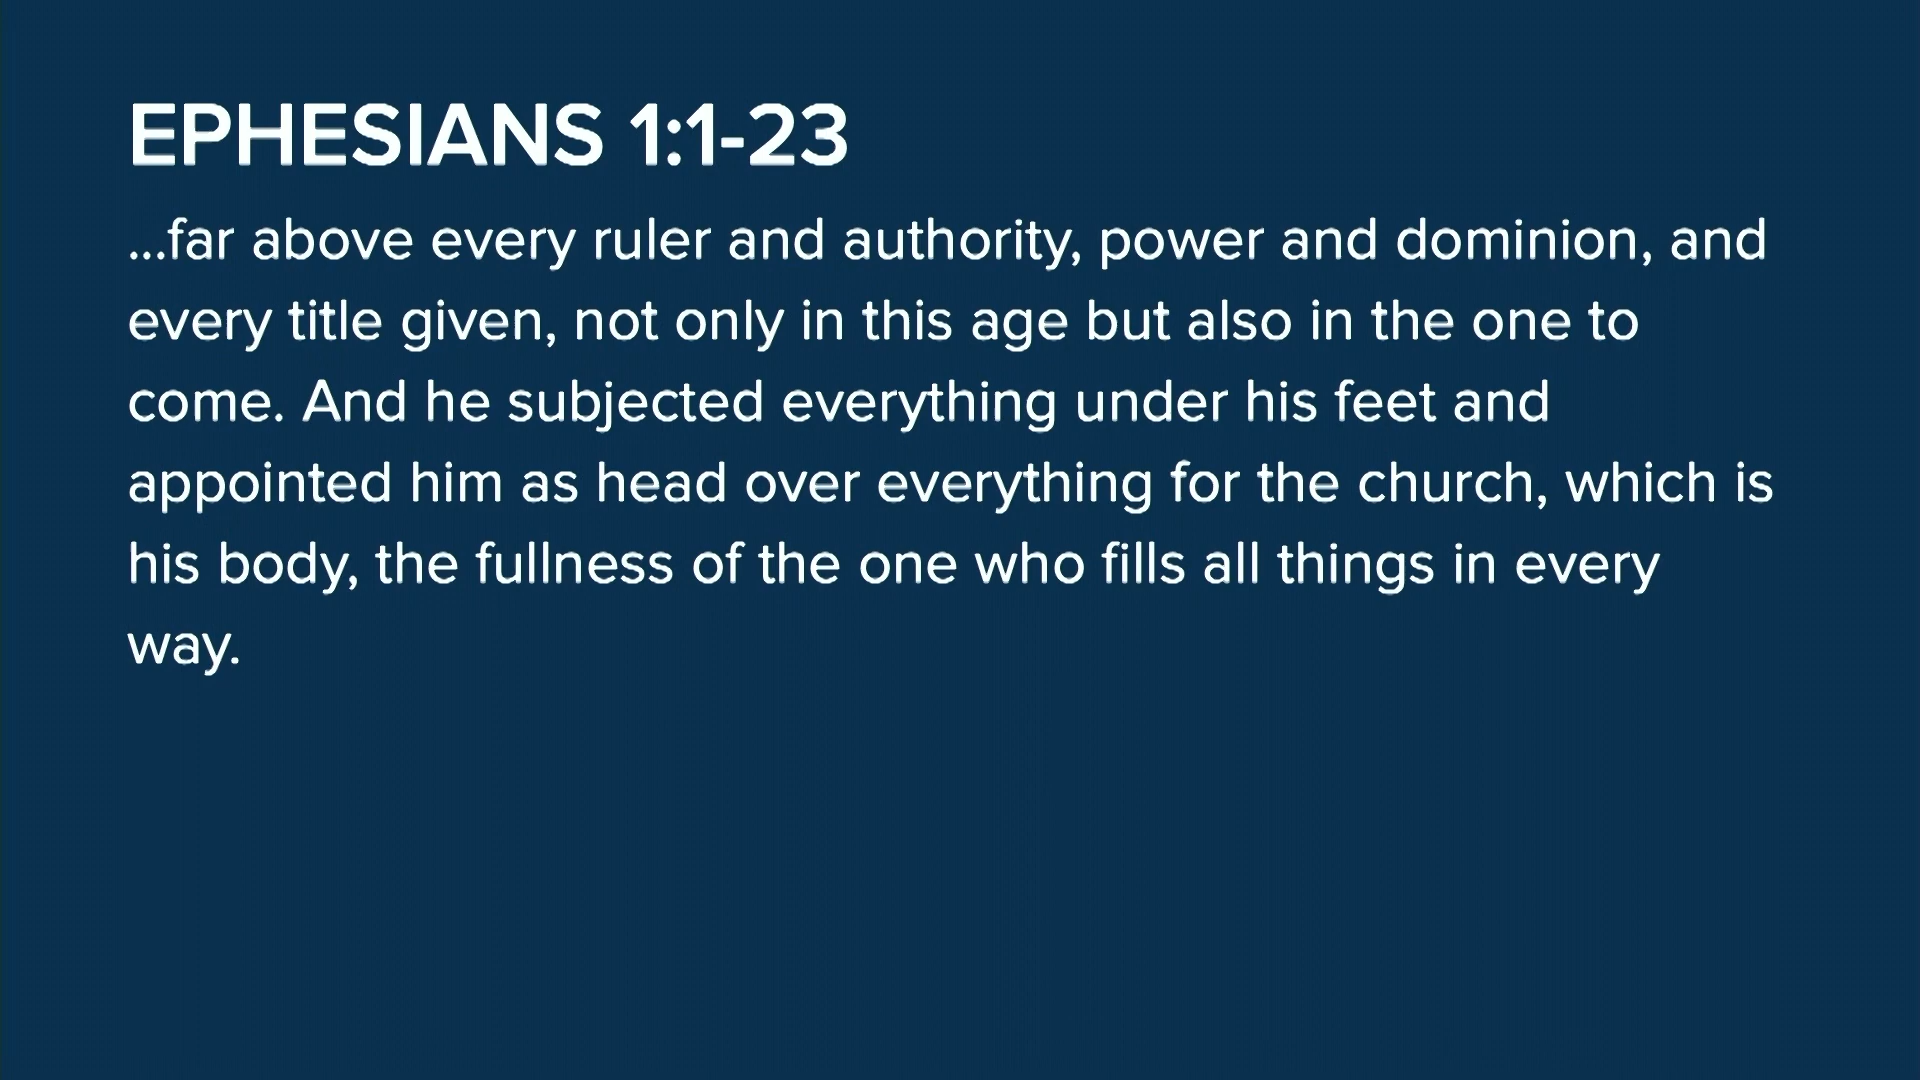 EPHESIANS 1:1-23
...far above every ruler and authority, power and dominion, and
every title given, not only in this age but also in the one to
come. And he subjected everything under his feet and
appointed him as head over everything for the church, which is
his body, the fullness of the one who fills all things in every
way.